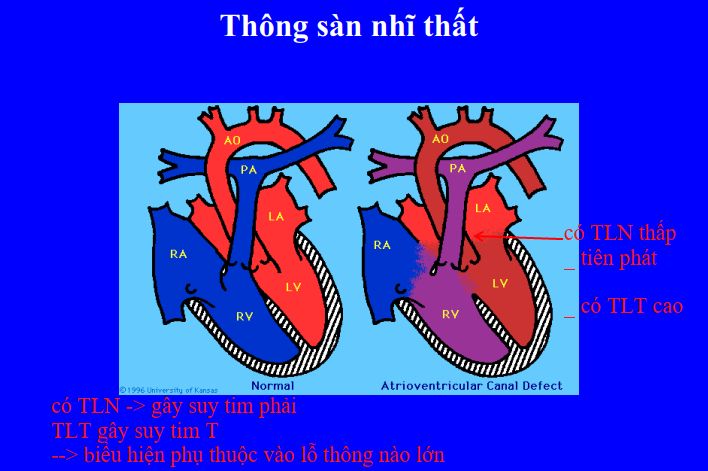 Thông sàn nhĩ thất
AO
PA
LA
RA
LV
RV
AO
PA
LA
RA
LV
RV
có TLN thấp
_ tiên phát
_ có TLT cao
©1996 University of Kansas
Normal
Atrioventricular Canal Defect
có TLN -> gây suy tim phải
TLT gây suy tim T
--> biểu hiện phụ thuộc vào lỗ thông nào lớn